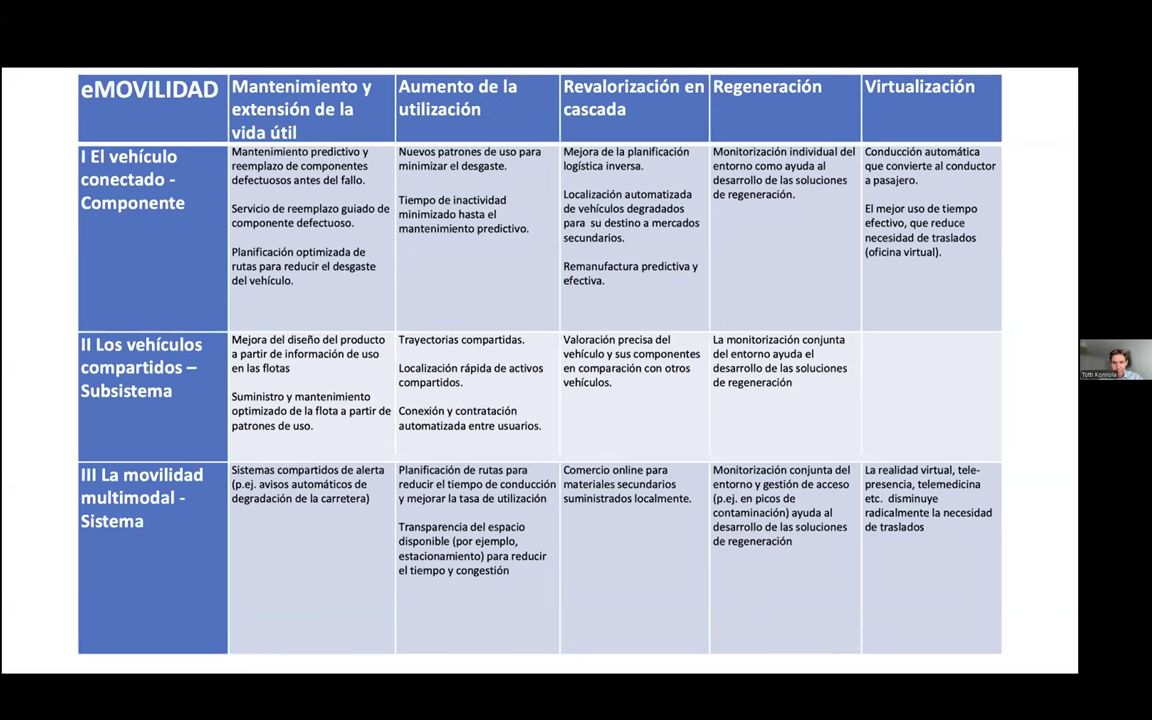 eMOVILIDAD
Mantenimiento y
extensión de la
vida útil
Aumento de la
utilización
Revalorización en
cascada
Regeneración
Virtualización
I El vehículo
conectado -
Componente
Mantenimiento predictivo y
reemplazo de componentes
defectuosos antes del fallo.
Servicio de reemplazo guiado de
componente defectuoso.
Planificación optimizada de
rutas para reducir el desgaste
del vehículo.
Nuevos patrones de uso para
minimizar el desgaste.
Tiempo de inactividad
minimizado hasta el
mantenimiento predictivo.
Mejora de la planificación
logística inversa.
Localización automatizada
de vehículos degradados
para su destino a mercados
secundarios.
Remanufactura predictiva y
efectiva.
Monitorización individual del
entorno como ayuda al
desarrollo de las soluciones
de regeneración.
Conducción automática
que convierte al conductor
a pasajero.
El mejor uso de tiempo
efectivo, que reduce
necesidad de traslados
(oficina virtual).
II Los vehículos
compartidos –
Subsistema
Mejora del diseño del producto
a partir de información de uso
en las flotas
Suministro y mantenimiento
optimizado de la flota a partir de
patrones de uso.
Trayectorias compartidas.
Localización rápida de activos
compartidos.
Conexión y contratación
automatizada entre usuarios.
Valoración precisa del
vehículo y sus componentes
en comparación con otros
vehículos.
La monitorización conjunta
del entorno ayuda el
desarrollo de las soluciones
de regeneración
III La movilidad
multimodal -
Sistema
Sistemas compartidos de alerta
(p.ej. avisos automáticos de
degradación de la carretera)
Planificación de rutas para
reducir el tiempo de conducción
y mejorar la tasa de utilización
Transparencia del espacio
disponible (por ejemplo,
estacionamiento) para reducir
el tiempo y congestión
Comercio online para
materiales secundarios
suministrados localmente.
Monitorización conjunta del
entorno y gestión de acceso
(p.ej. en picos de
contaminación) ayuda al
desarrollo de las soluciones
de regeneración
La realidad virtual, tele-
presencia, telemedicina
etc. disminuye
radicalmente la necesidad
de traslados
Totti Könnölä